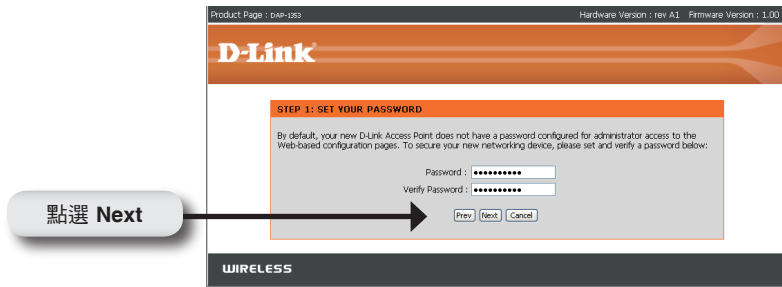 Product Page : DAP-1353 Hardware Version : rev A1 Firmware Version : 1.00
D-Link
STEP 1: SET YOUR PASSWORD
By default, your new D-Link Access Point does not have a password configured for administrator access to the
Web-based configuration pages. To secure your new networking device, please set and verify a password below:
Password : ●●●●●●●●●●
Verify Password : ●●●●●●●●●●
點選 Next
Prev Next Cancel
WIRELESS